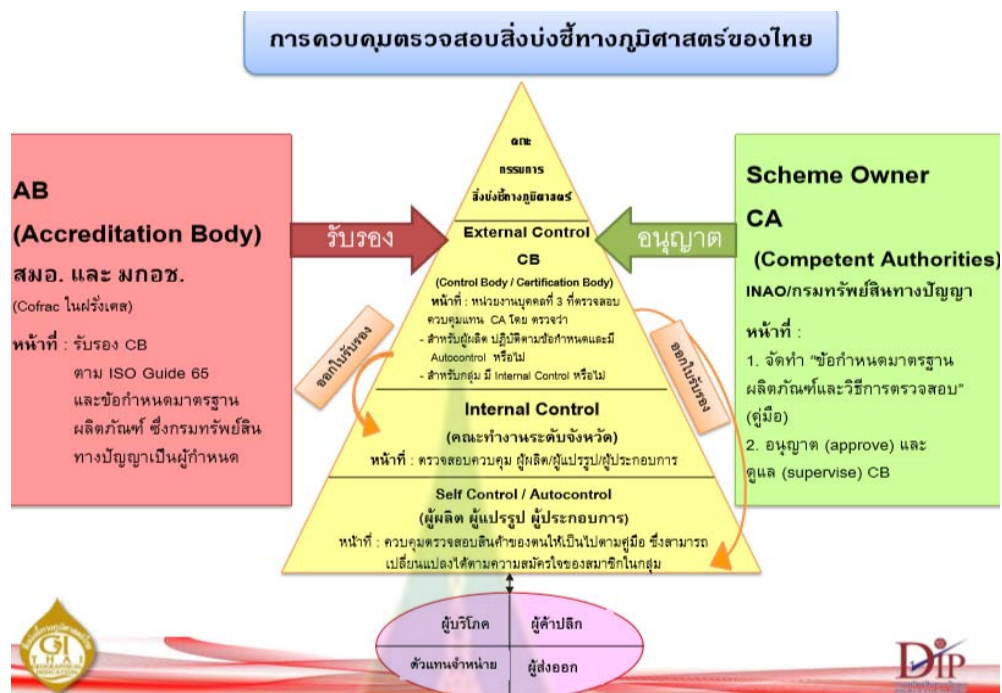 การควบคุมตรวจสอบสิ่งบ่งชี้ทางภูมิศาสตร์ของไทย
AB
(Accreditation Body)
สมอ. และ มกอช.
(Cofrac ในฝรั่งเศส)
หน้าที่ : รับรอง CB
ตาม ISO Guide 65
และข้อกำหนดมาตรฐาน
ผลิตภัณฑ์ ซึ่งกรมทรัพย์สิน
ทางปัญญาเป็นผู้กำหนด
รับรอง
คณะ
กรรมการ
สิ่งบ่งชี้ทางภูมิศาสตร์
External Control
CB
(Control Body / Certification Body)
หน้าที่ : หน่วยงานบุคคลที่ 3 ที่ตรวจสอบ
ควบคุมแทน CA โดย ตรวจว่า
- สำหรับผู้ผลิต ปฏิบัติตามข้อกำหนดและมี
Autocontrol หรือไม่
- สำหรับกลุ่ม มี Internal Control หรือไม่
ออกใบรับรอง
ออกใบรับรอง
Internal Control
(คณะทำงานระดับจังหวัด)
หน้าที่ : ตรวจสอบควบคุม ผู้ผลิต/ผู้แปรรูป/ผู้ประกอบการ
Self Control / Autocontrol
(ผู้ผลิต ผู้แปรรูป ผู้ประกอบการ)
หน้าที่ : ควบคุมตรวจสอบสินค้าของตนให้เป็นไปตามคู่มือ ซึ่งสามารถ
เปลี่ยนแปลงได้ตามความสมัครใจของสมาชิกในกลุ่ม
อนุญาต
Scheme Owner
CA
(Competent Authorities)
INAO/กรมทรัพย์สินทางปัญญา
หน้าที่ :
1. จัดทำ "ข้อกำหนดมาตรฐาน
ผลิตภัณฑ์และวิธีการตรวจสอบ"
(คู่มือ)
2. อนุญาต (approve) และ
ดูแล (supervise) CB
ผู้บริโภค
ผู้ค้าปลีก
ตัวแทนจำหน่าย
ผู้ส่งออก
GI
THAI
GEOGRAPHICAL
INDICATION
DIP